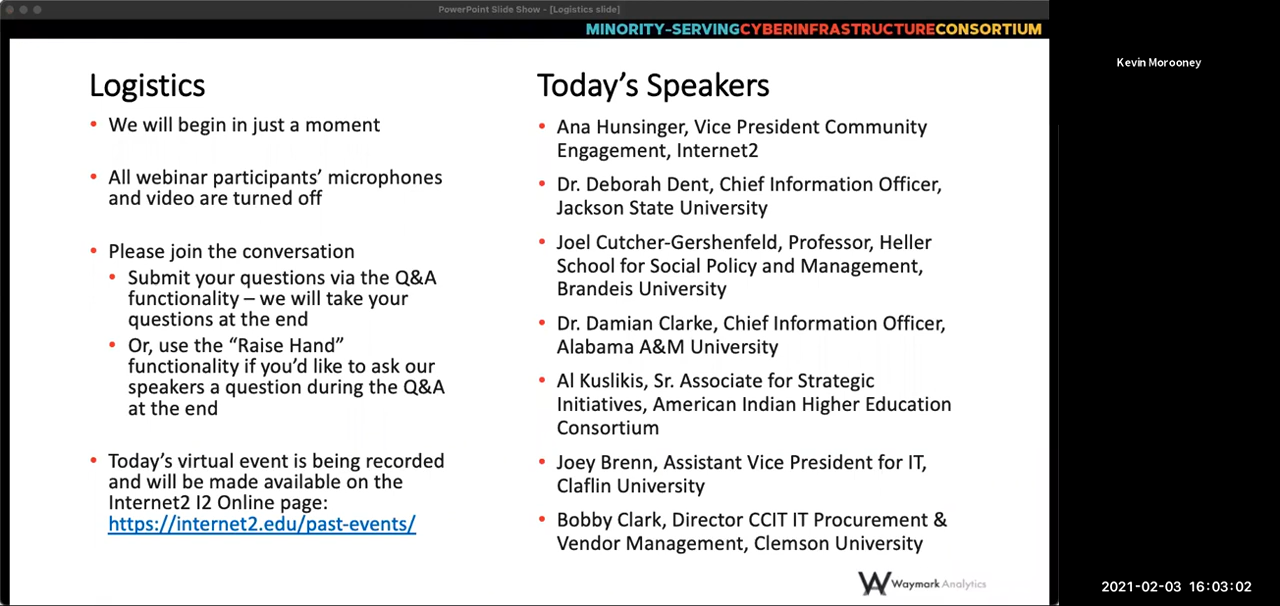 PowerPoint Slide Show - [Logistics slide]
MINORITY-SERVINGCYBERINFRASTRUCTURECONSORTIUM
Kevin Morooney
Logistics
• We will begin in just a moment
• All webinar participants’ microphones
and video are turned off
• Please join the conversation
• Submit your questions via the Q&A
functionality – we will take your
questions at the end
• Or, use the “Raise Hand”
functionality if you’d like to ask our
speakers a question during the Q&A
at the end
• Today’s virtual event is being recorded
and will be made available on the
Internet2 I2 Online page:
https://internet2.edu/past-events/
Today’s Speakers
• Ana Hunsinger, Vice President Community
Engagement, Internet2
• Dr. Deborah Dent, Chief Information Officer,
Jackson State University
• Joel Cutcher-Gershenfeld, Professor, Heller
School for Social Policy and Management,
Brandeis University
• Dr. Damian Clarke, Chief Information Officer,
Alabama A&M University
• Al Kuslikis, Sr. Associate for Strategic
Initiatives, American Indian Higher Education
Consortium
• Joey Brenn, Assistant Vice President for IT,
Claflin University
• Bobby Clark, Director CCIT IT Procurement &
Vendor Management, Clemson University
Waymark Analytics
2021-02-03 16:03:02